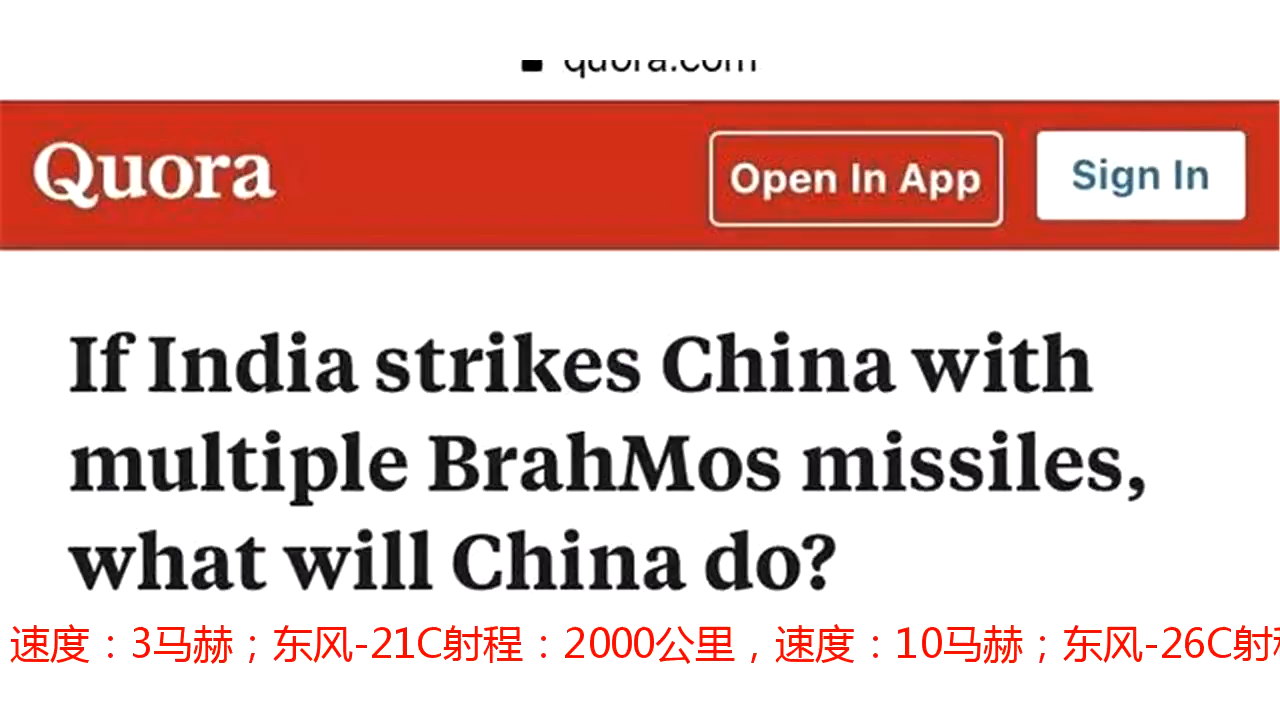 quora.com
Quora
Open In App
Sign In
If India strikes China with
multiple BrahMos missiles,
what will China do?
速度：3马赫；东风-21C射程：2000公里，速度：10马赫；东风-26C射程